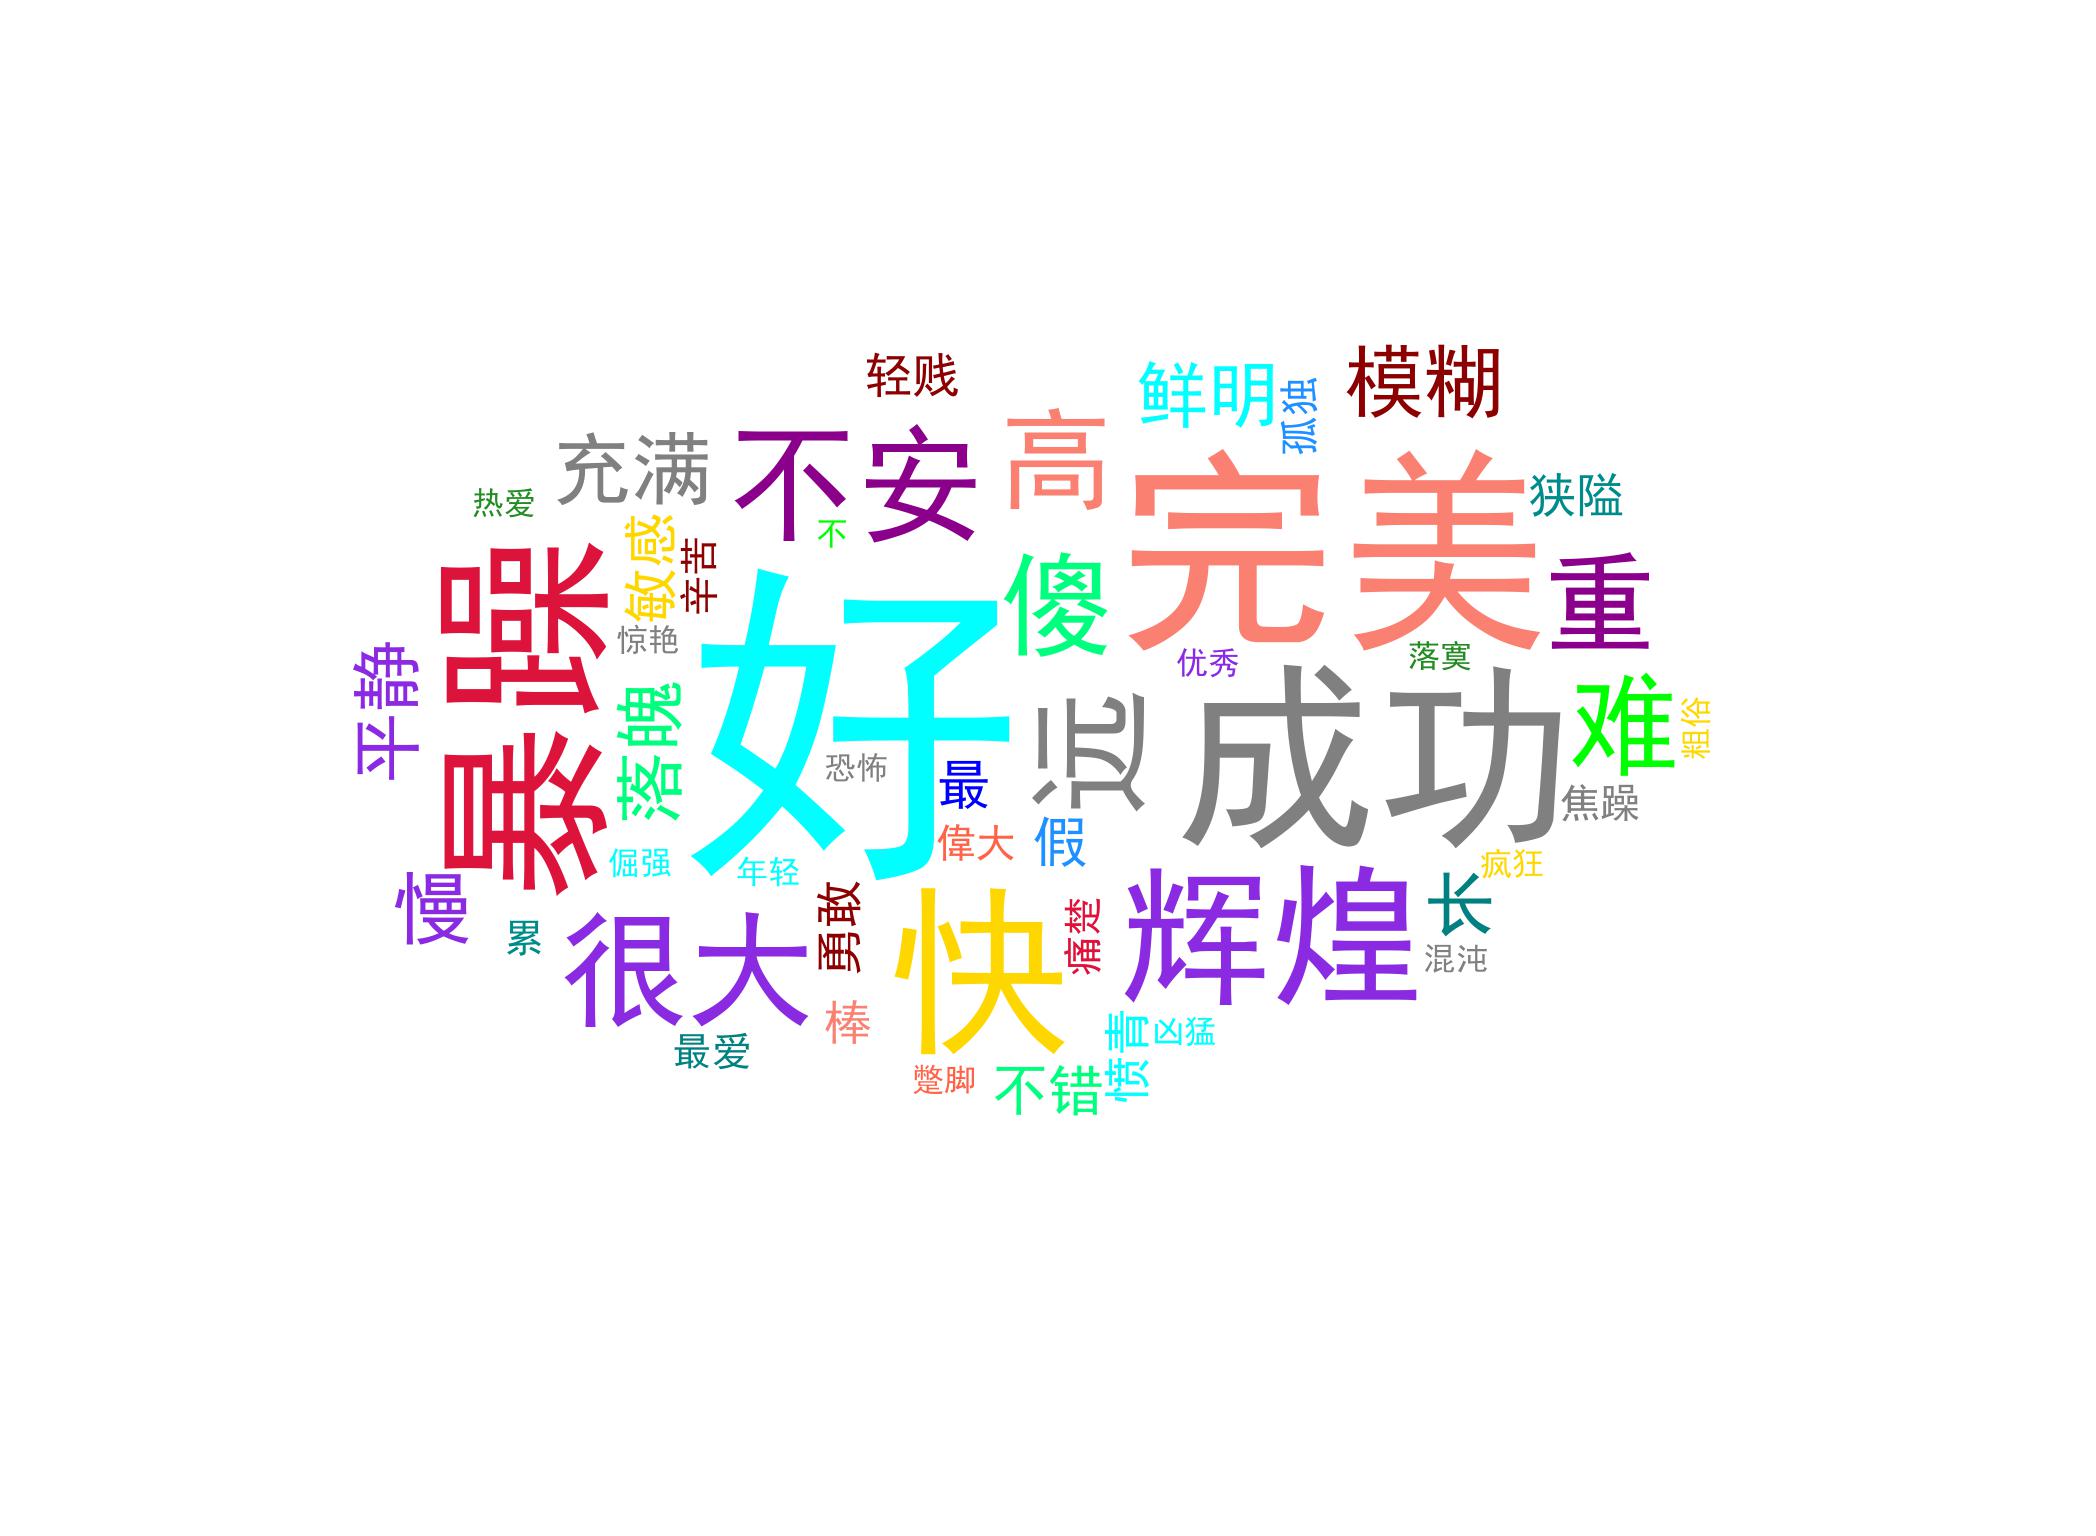 轻贱
模糊
鲜明
孤独
高
不安
充满
完美
狭隘
热爱
不
敏感
辛苦
暴躁
傻
重
惊艳
好
平静
优秀
落寞
成功
难
粗俗
落魄
远
恐怖
最
焦躁
偉大
假
倔强
年轻
疯狂
慢
累
很大
勇敢
快
痛楚
辉煌
长
混沌
棒
最爱
愤青
凶猛
蹩脚
不错